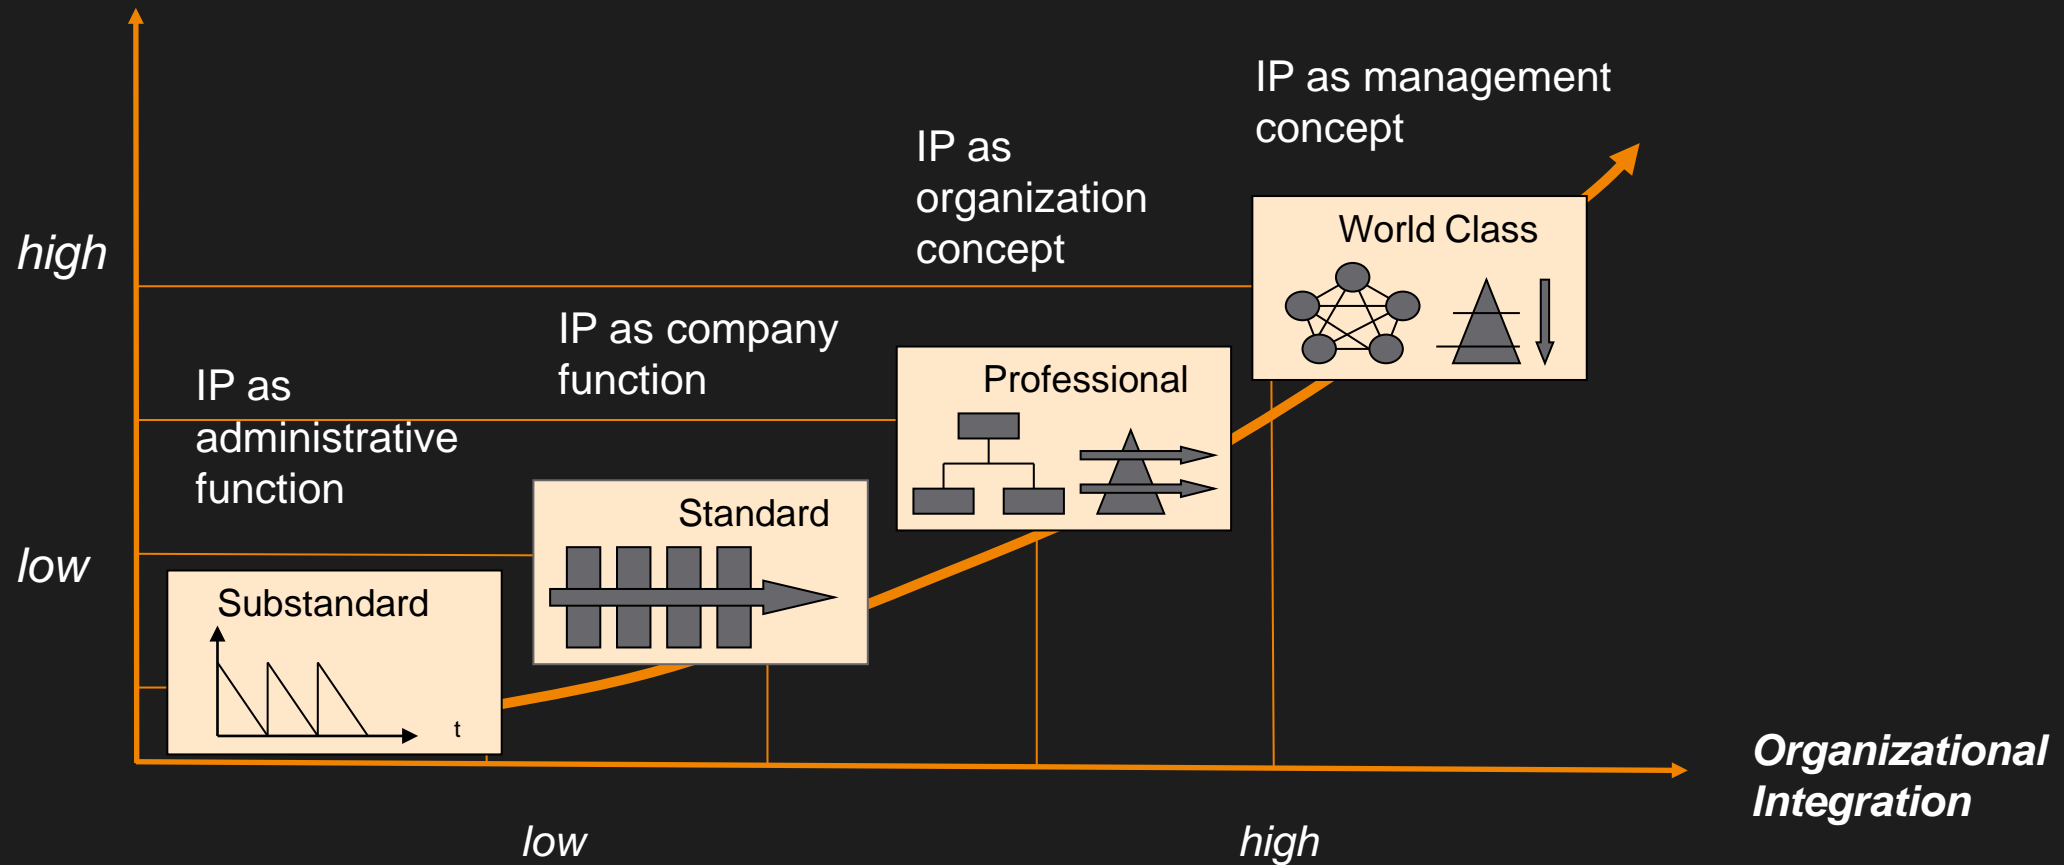 IP as management
concept
IP as
organization
concept
high
World Class
IP as company
function
IP as
administrative
function
Professional
Standard
low
Substandard
t
Organizational
Integration
low
high